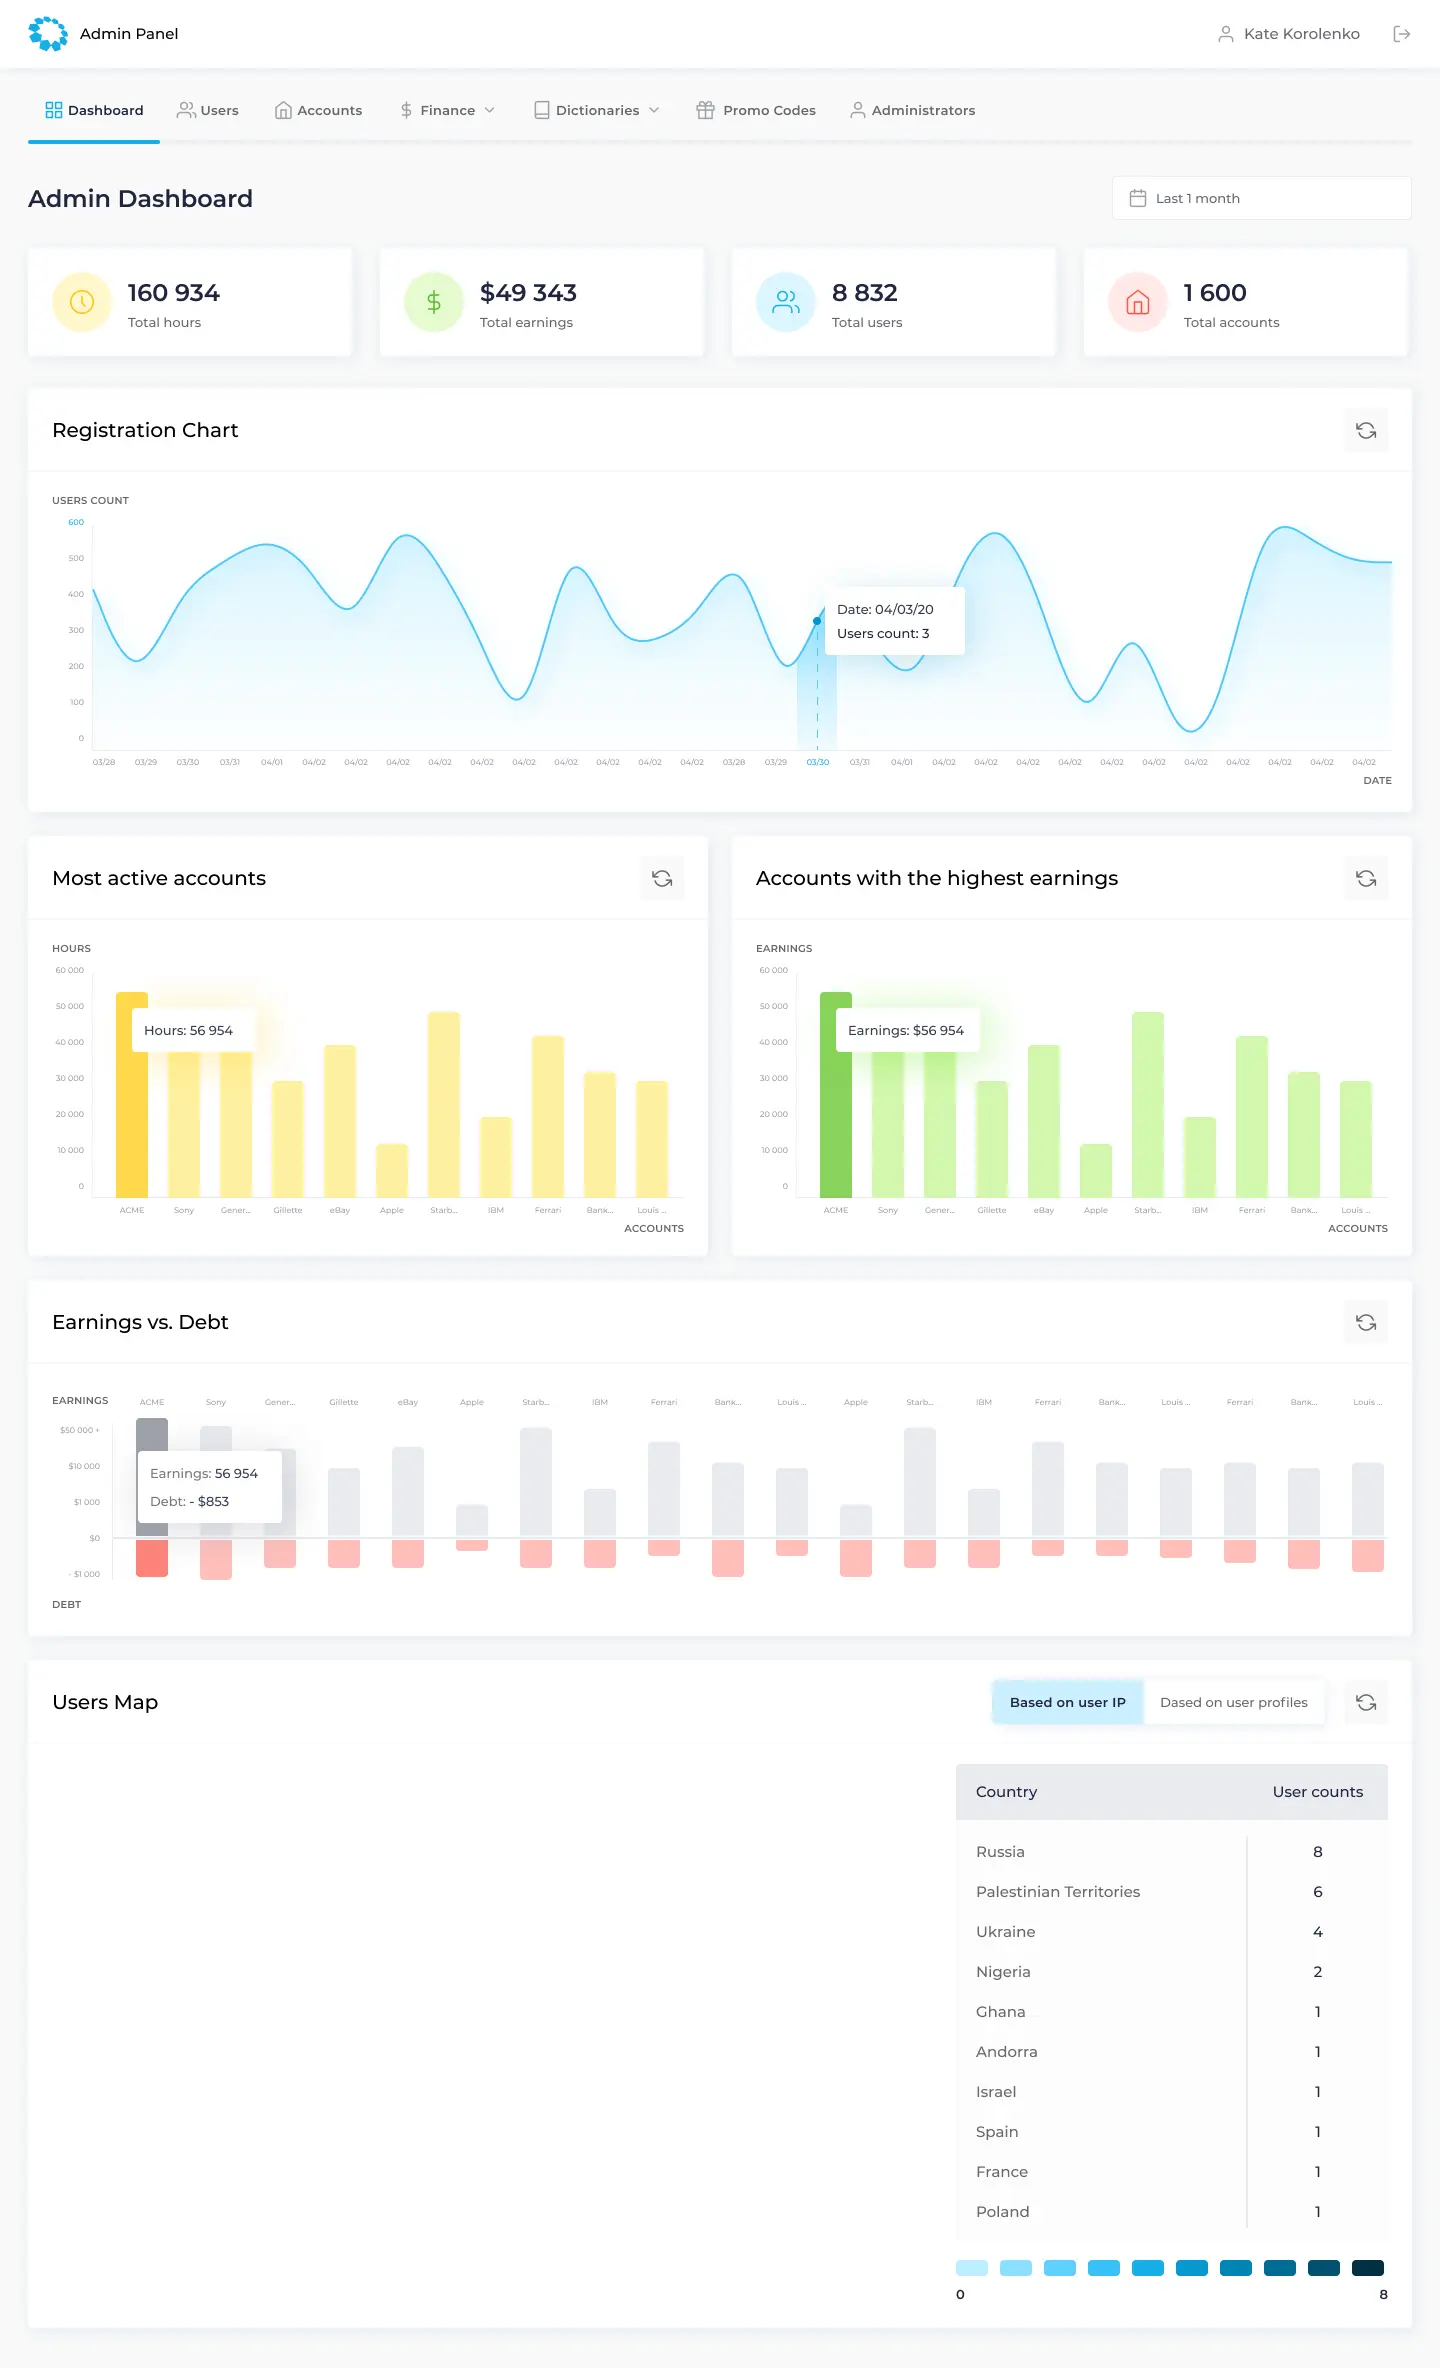 Admin Panel
Kate Korolenko
Dashboard Users Accounts Finance Dictionaries Promo Codes Administrators
Admin Dashboard
Last 1 month
160 934
Total hours
$49 343
Total earnings
8 832
Total users
1 600
Total accounts
Registration Chart
USERS COUNT
600
500
400
300
200
100
0
Date: 04/03/20
Users count: 3
03/28 03/29 03/30 03/31 04/01 04/02 04/02 04/02 04/02 04/02 04/02 04/02 04/02 04/02 04/02 03/28 03/29 03/30 03/31 04/01 04/02 04/02 04/02 04/02 04/02 04/02 04/02 04/02 04/02 04/02 04/02
DATE
Most active accounts
HOURS
60 000
50 000
40 000
30 000
20 000
10 000
0
Hours: 56 954
ACME Sony Gener... Gillette eBay Apple Starb... IBM Ferrari Bank... Louis ...
ACCOUNTS
Accounts with the highest earnings
EARNINGS
60 000
50 000
40 000
30 000
20 000
10 000
0
Earnings: $56 954
ACME Sony Gener... Gillette eBay Apple Starb... IBM Ferrari Bank... Louis ...
ACCOUNTS
Earnings vs. Debt
EARNINGS
ACME Sony Gener... Gillette eBay Apple Starb... IBM Ferrari Bank... Louis ... Apple Starb... IBM Ferrari Bank... Louis ... Ferrari Bank... Louis ...
$50 000 +
$10 000
$1 000
$0
- $1 000
Earnings: 56 954
Debt: - $853
DEBT
Users Map
Based on user IP
Dased on user profiles
Country User counts
Russia 8
Palestinian Territories 6
Ukraine 4
Nigeria 2
Ghana 1
Andorra 1
Israel 1
Spain 1
France 1
Poland 1
0 8